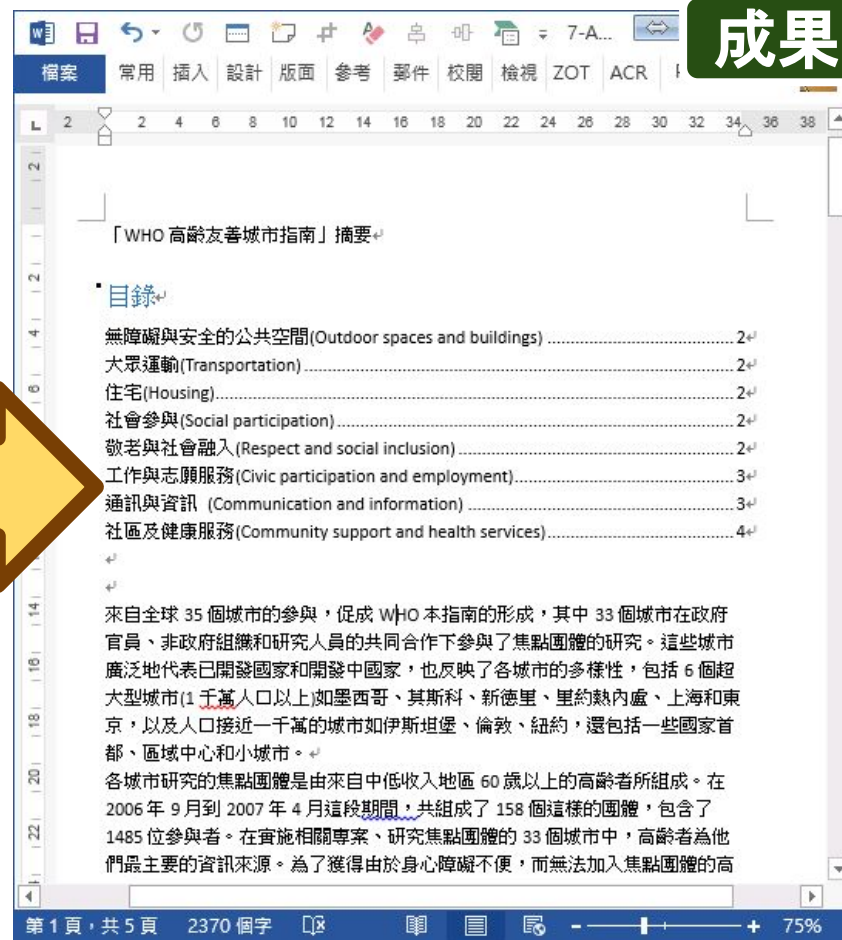 7-A...
成果
檔案 常用 插入 設計 版面 參考 郵件 校閱 檢視 ZOT ACR
L 2 2 4 6 8 10 12 14 16 18 20 22 24 26 28 30 32 34 36 38
「WHO 高齡友善城市指南」摘要
目錄
無障礙與安全的公共空間(Outdoor spaces and buildings) ........ 2
大眾運輸(Transportation) ........ 2
住宅(Housing) ........ 2
社會參與(Social participation) ........ 2
敬老與社會融入(Respect and social inclusion) ........ 2
工作與志願服務(Civic participation and employment) ........ 3
通訊與資訊 (Communication and information) ........ 3
社區及健康服務(Community support and health services) ........ 4
來自全球 35 個城市的參與,促成 WHO 本指南的形成,其中 33 個城市在政府
官員、非政府組織和研究人員的共同合作下參與了焦點團體的研究。這些城市
廣泛地代表已開發國家和開發中國家,也反映了各城市的多樣性,包括 6 個超
大型城市(1 千萬人口以上)如墨西哥、莫斯科、新德里、里約熱內盧、上海和東
京,以及人口接近一千萬的城市如伊斯坦堡、倫敦、紐約,還包括一些國家首
都、區域中心和小城市。
各城市研究的焦點團體是由來自中低收入地區 60 歲以上的高齡者所組成。在
2006 年 9 月到 2007 年 4 月這段期間,共組成了 158 個這樣的團體,包含了
1485 位參與者。在實施相關專案、研究焦點團體的 33 個城市中,高齡者為他
們最主要的資訊來源。為了獲得由於身心障礙不便,而無法加入焦點團體的高
2 2 4 6 14 16 18 20 22
第 1 頁,共 5 頁 2370 個字 75%